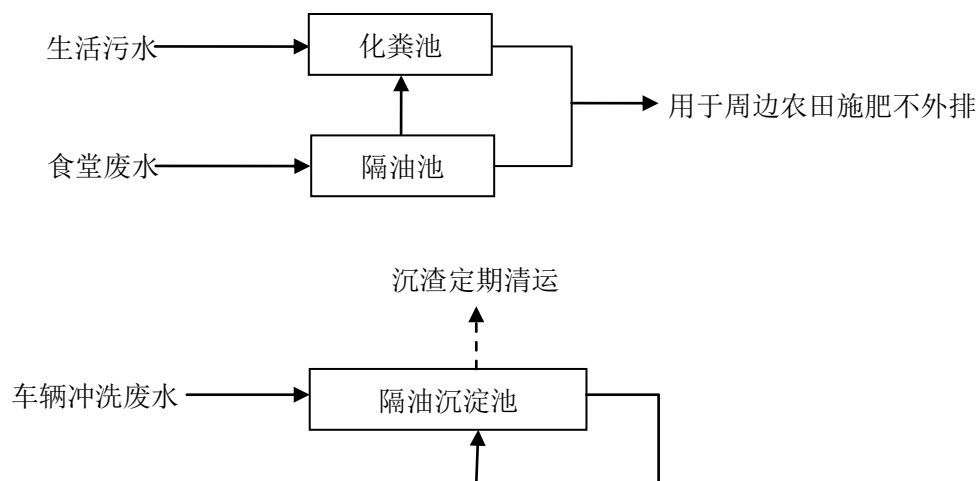 生活污水
化粪池
用于周边农田施肥不外排
食堂废水
隔油池
沉渣定期清运
车辆冲洗废水
隔油沉淀池